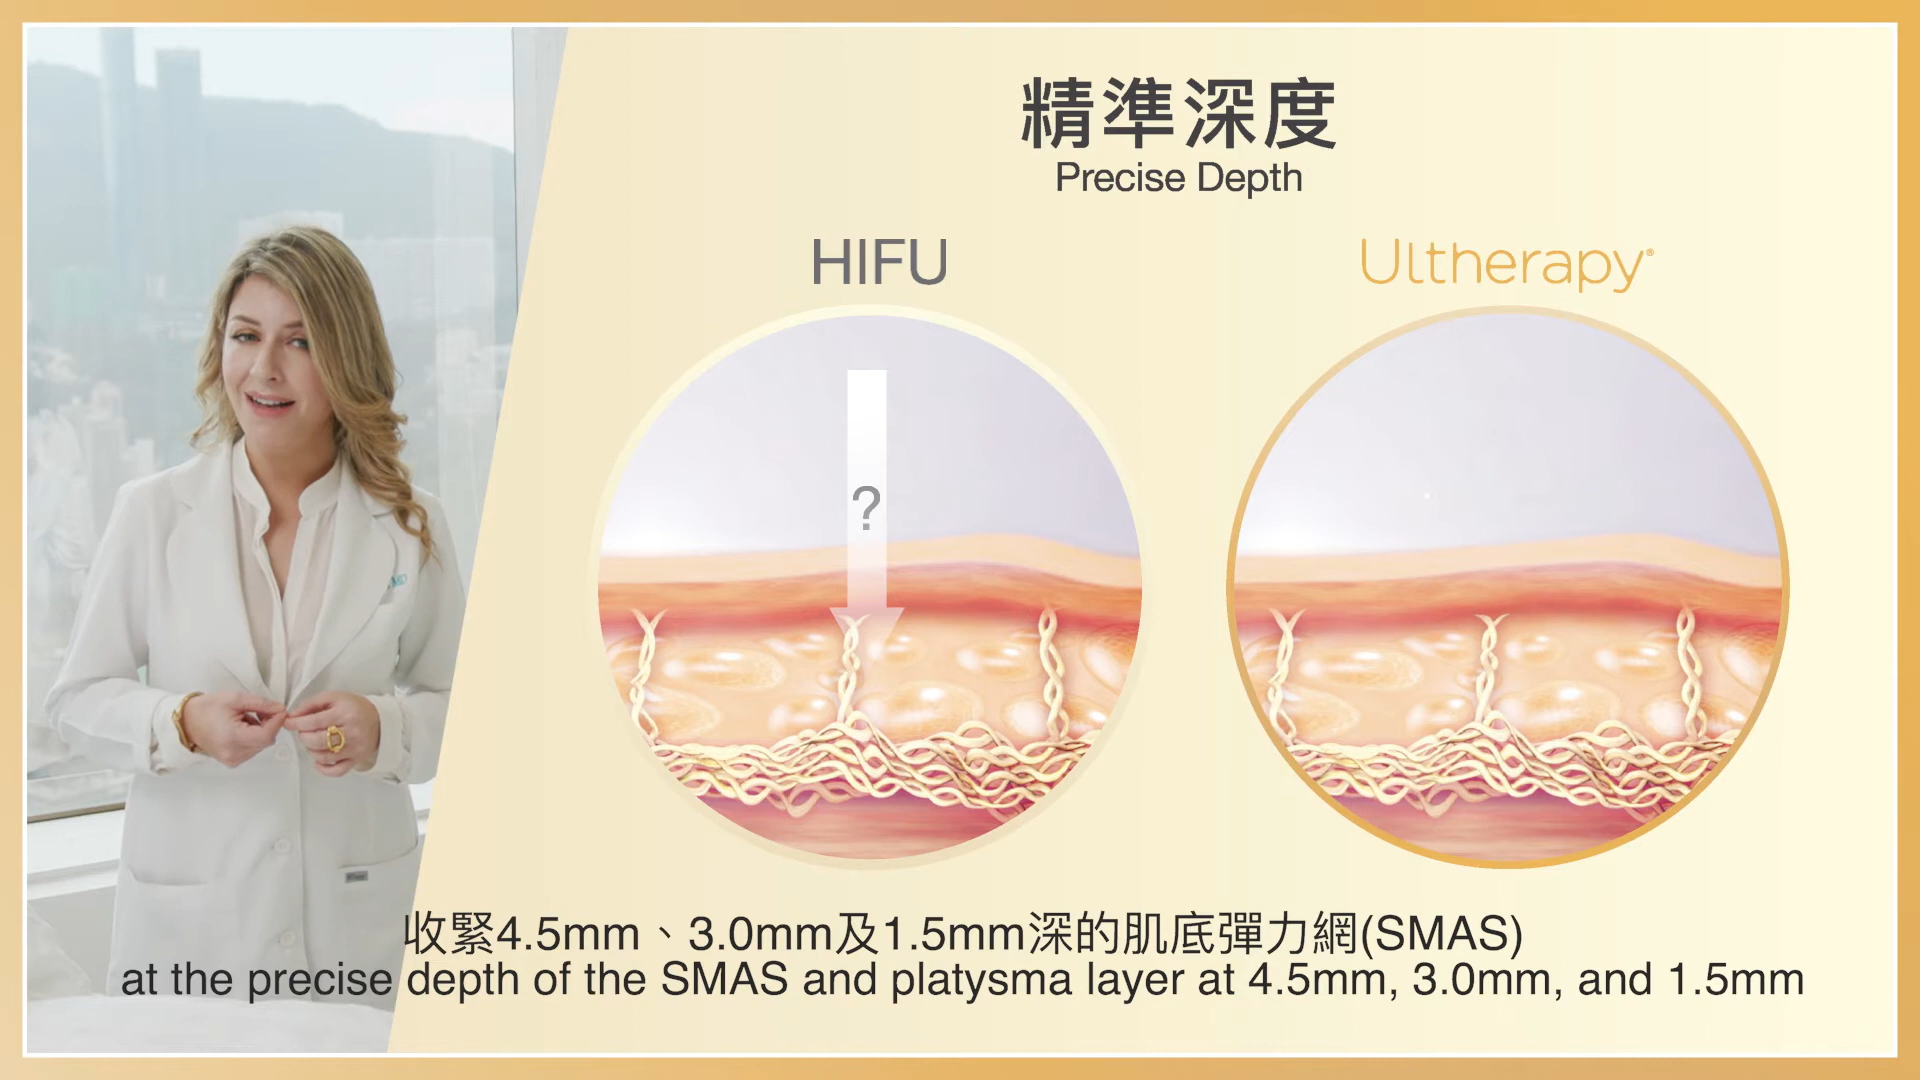 精準深度
Precise Depth
HIFU
Ultherapy®
?
收緊4.5mm、3.0mm及1.5mm深的肌底彈力網(SMAS)
at the precise depth of the SMAS and platysma layer at 4.5mm, 3.0mm, and 1.5mm